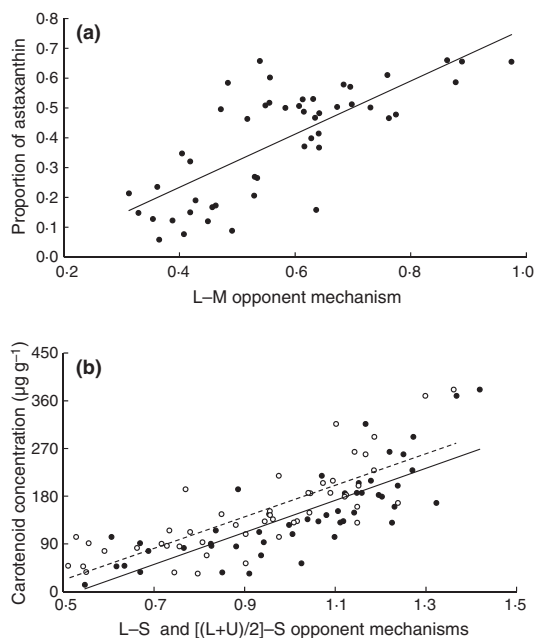 (a)
0·8
0·7
0·6
0·5
0·4
0·3
0·2
0·1
0·0
Proportion of astaxanthin
0·2 0·4 0·6 0·8 1·0
L–M opponent mechanism
(b)
450
360
270
180
90
0
Carotenoid concentration (µg g⁻¹)
0·5 0·7 0·9 1·1 1·3 1·5
L–S and [(L+U)/2]–S opponent mechanisms